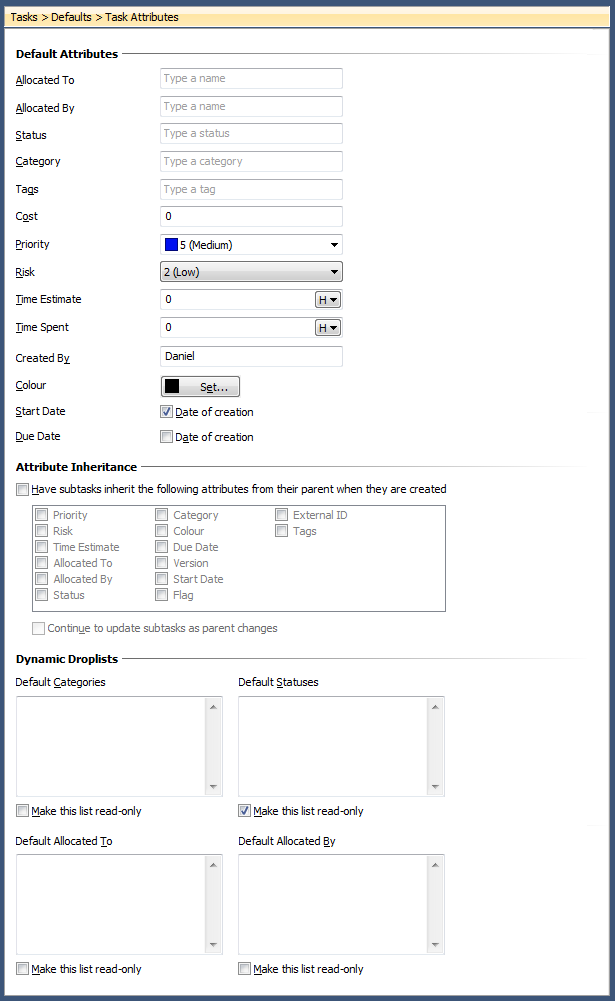 Tasks > Defaults > Task Attributes
Default Attributes
Allocated To Type a name
Allocated By Type a name
Status Type a status
Category Type a category
Tags Type a tag
Cost 0
Priority 5 (Medium)
Risk 2 (Low)
Time Estimate 0 H
Time Spent 0 H
Created By Daniel
Colour Set...
Start Date Date of creation
Due Date Date of creation
Attribute Inheritance
Have subtasks inherit the following attributes from their parent when they are created
Priority Category External ID
Risk Colour Tags
Time Estimate Due Date
Allocated To Version
Allocated By Start Date
Status Flag
Continue to update subtasks as parent changes
Dynamic Droplists
Default Categories Default Statuses
Make this list read-only Make this list read-only
Default Allocated To Default Allocated By
Make this list read-only Make this list read-only